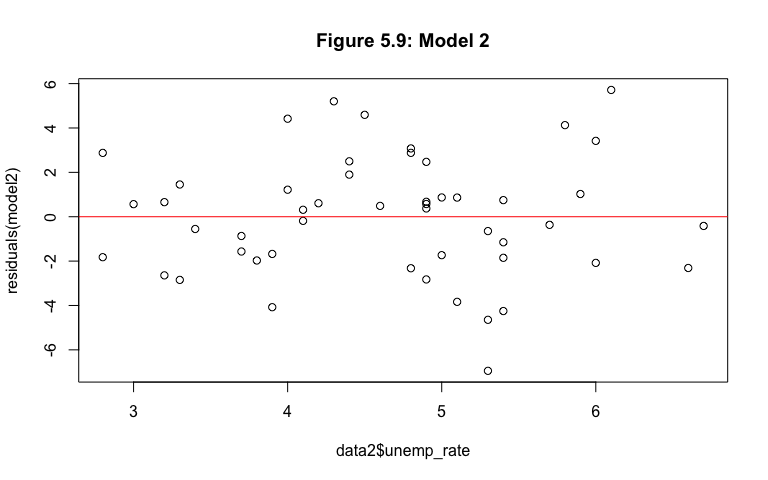 Figure 5.9: Model 2
residuals(model2)
6
4
2
0
-2
-4
-6
3 4 5 6
data2$unemp_rate